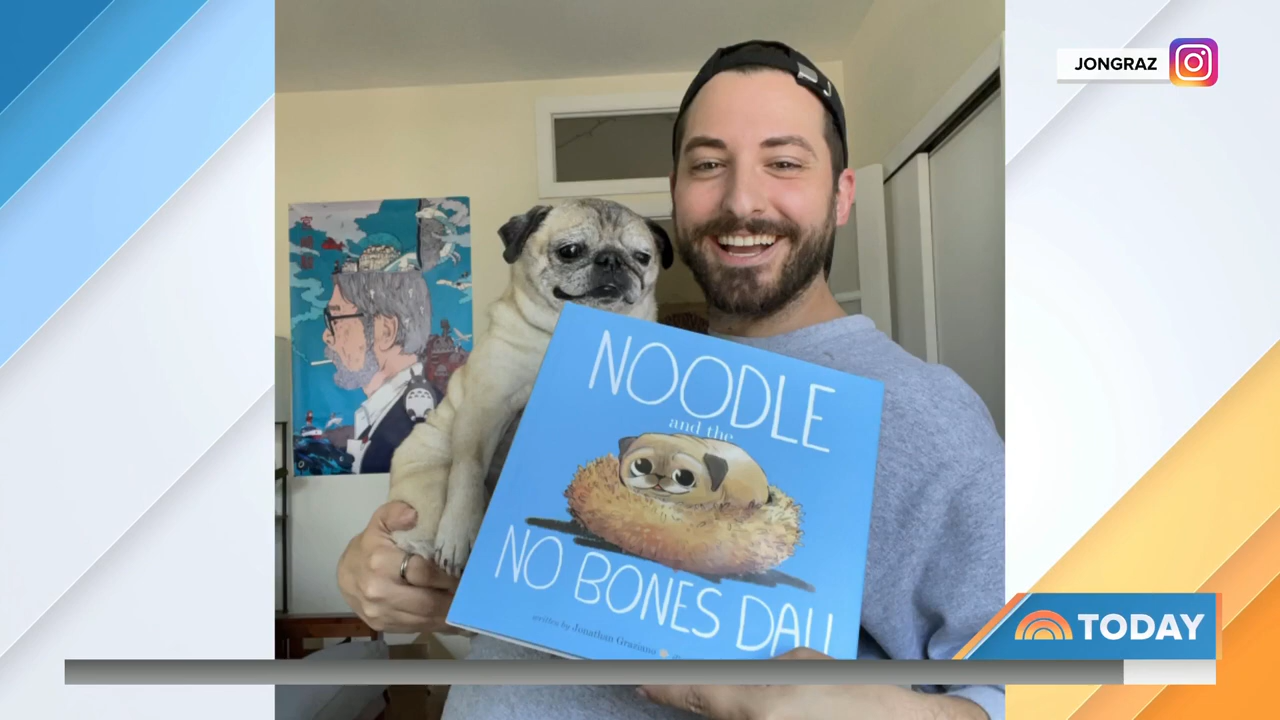 JONGRAZ
NOODLE
and the
NO BONES DAY
written by Jonathan Graziano
TODAY